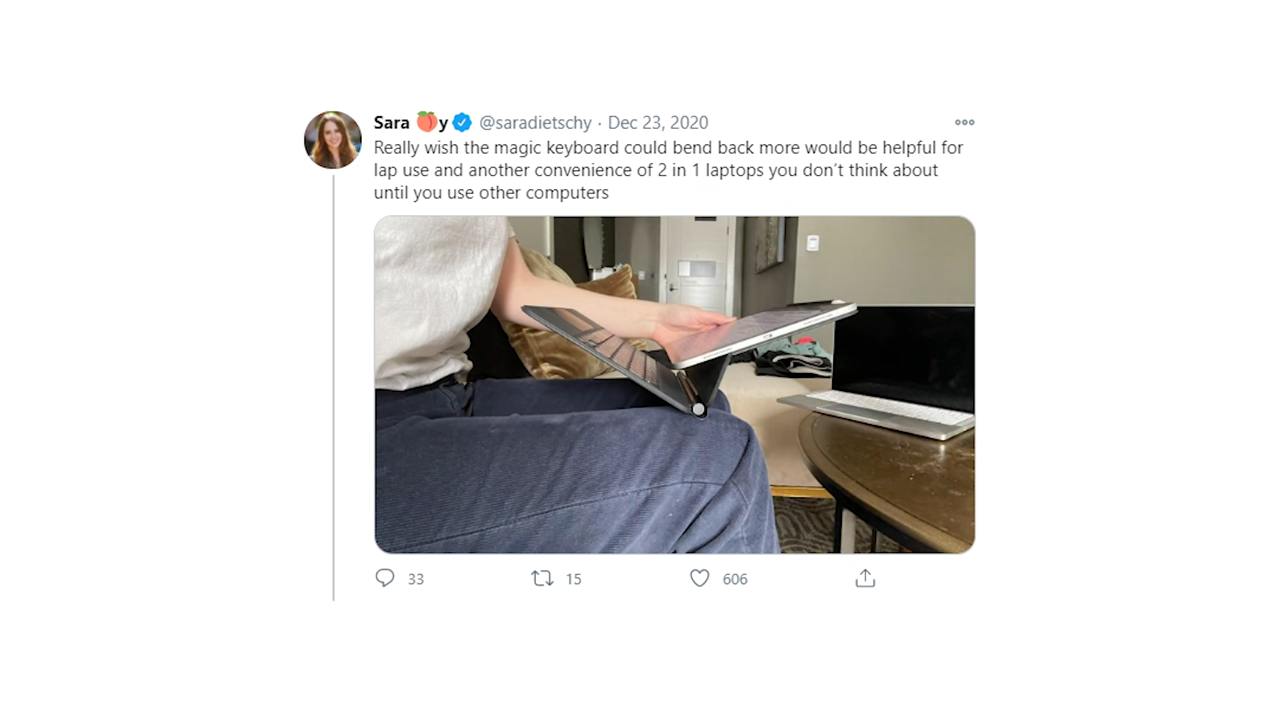 Sara 🍑y @saradietschy · Dec 23, 2020
Really wish the magic keyboard could bend back more would be helpful for
lap use and another convenience of 2 in 1 laptops you don't think about
until you use other computers
33 15 606